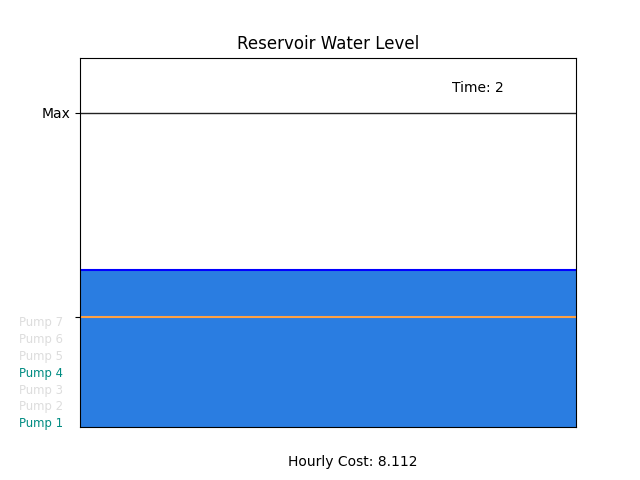 Reservoir Water Level
Time: 2
Max
Pump 7
Pump 6
Pump 5
Pump 4
Pump 3
Pump 2
Pump 1
Hourly Cost: 8.112